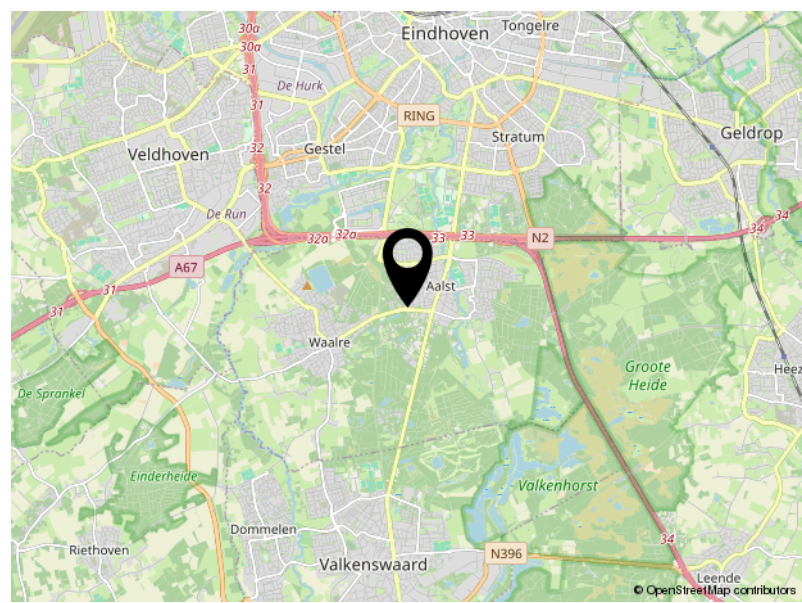 30a
Eindhoven
Tongelre
30a
31
De Hurk
31
RING
Stratum
Geldrop
32
Gestel
Veldhoven
32
De Run
34
32a
32a
33
33
N2
34
A67
Aalst
31
31
Waalre
Groote
Heide
Heez
De Sprankel
Einderheide
Valkenhorst
Dommelen
34
Riethoven
N396
Valkenswaard
Leende
© OpenStreetMap contributors